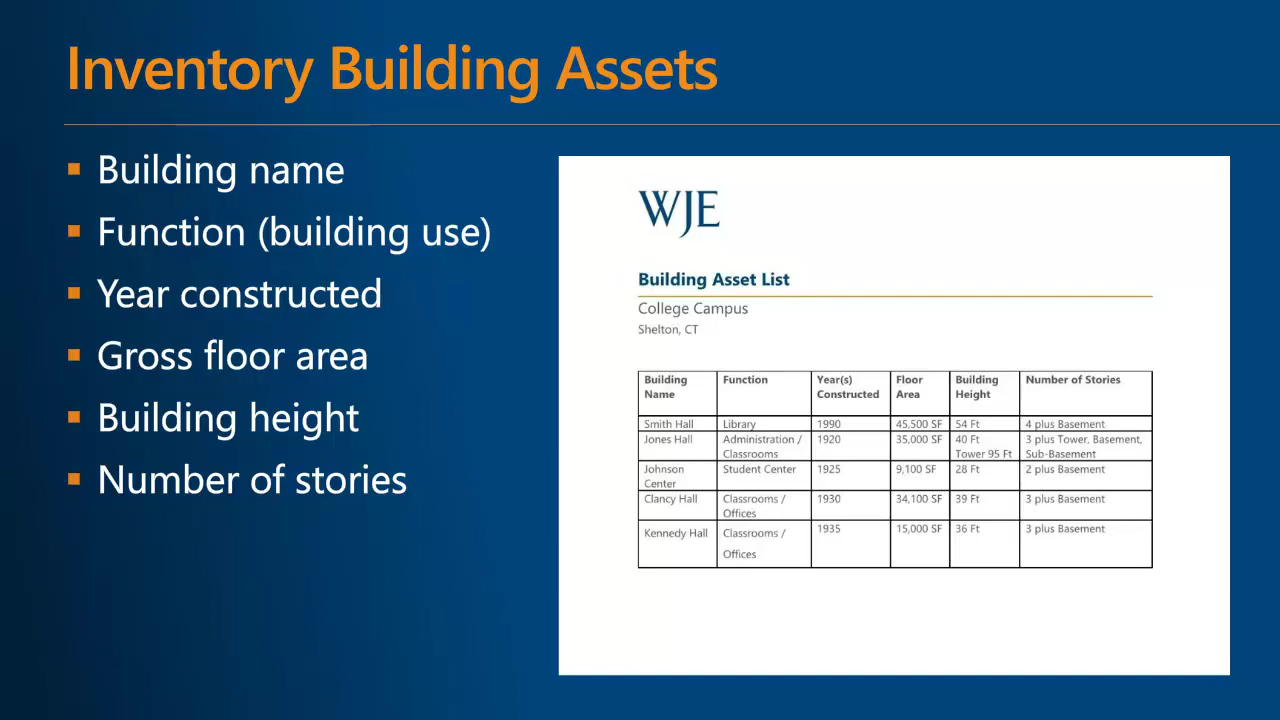 Inventory Building Assets
▪ Building name
▪ Function (building use)
▪ Year constructed
▪ Gross floor area
▪ Building height
▪ Number of stories
WJE
Building Asset List
College Campus
Shelton, CT
Building Name | Function | Year(s) Constructed | Floor Area | Building Height | Number of Stories
Smith Hall | Library | 1990 | 45,500 SF | 54 Ft | 4 plus Basement
Jones Hall | Administration / Classrooms | 1920 | 35,000 SF | 40 Ft Tower 95 Ft | 3 plus Tower, Basement, Sub-Basement
Johnson Center | Student Center | 1925 | 9,100 SF | 28 Ft | 2 plus Basement
Clancy Hall | Classrooms / Offices | 1930 | 34,100 SF | 39 Ft | 3 plus Basement
Kennedy Hall | Classrooms / Offices | 1935 | 15,000 SF | 36 Ft | 3 plus Basement